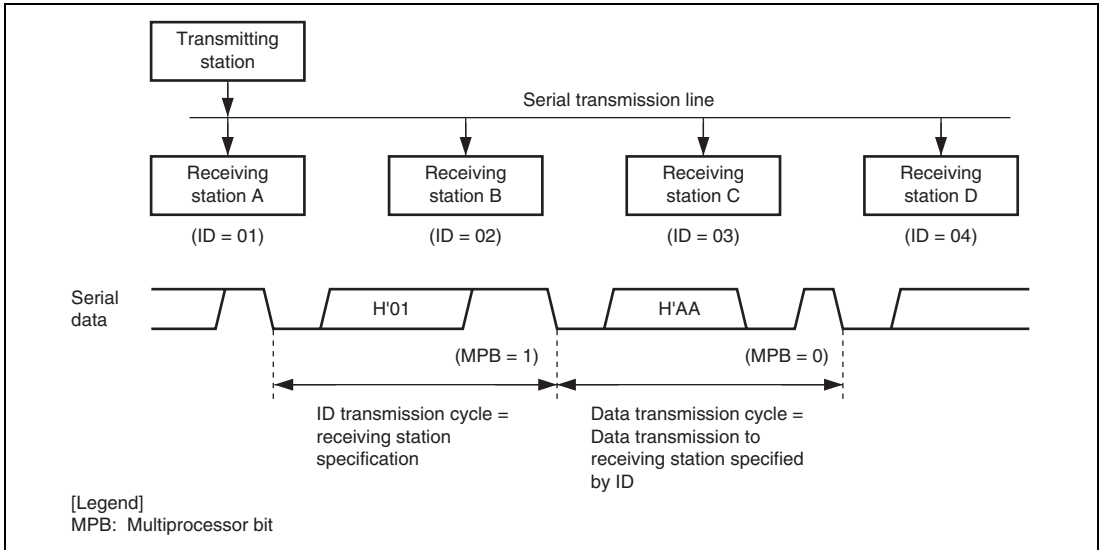 Transmitting
station
Serial transmission line
Receiving
station A
Receiving
station B
Receiving
station C
Receiving
station D
(ID = 01)
(ID = 02)
(ID = 03)
(ID = 04)
Serial
data
H'01
H'AA
(MPB = 1)
(MPB = 0)
ID transmission cycle =
receiving station
specification
Data transmission cycle =
Data transmission to
receiving station specified
by ID
[Legend]
MPB: Multiprocessor bit